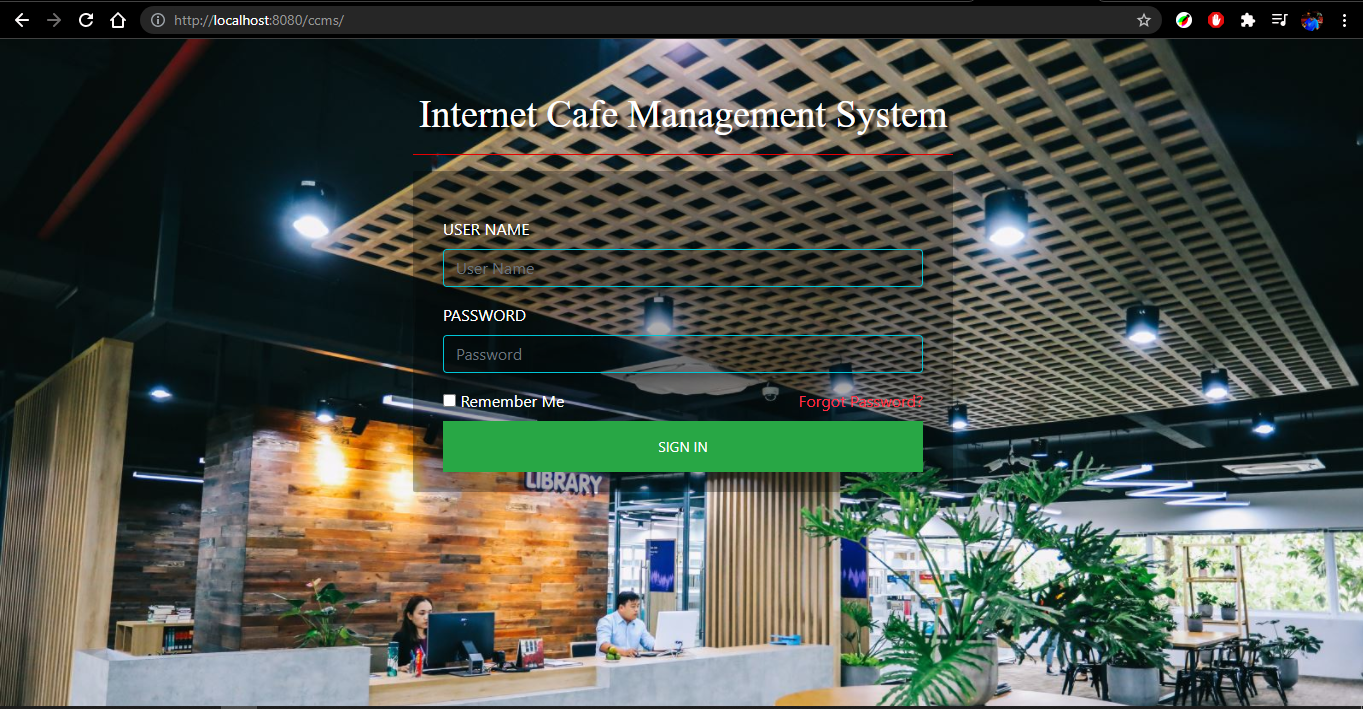 http://localhost:8080/ccms/
Internet Cafe Management System
USER NAME
User Name
PASSWORD
Password
Remember Me
Forgot Password?
SIGN IN
LIBRARY